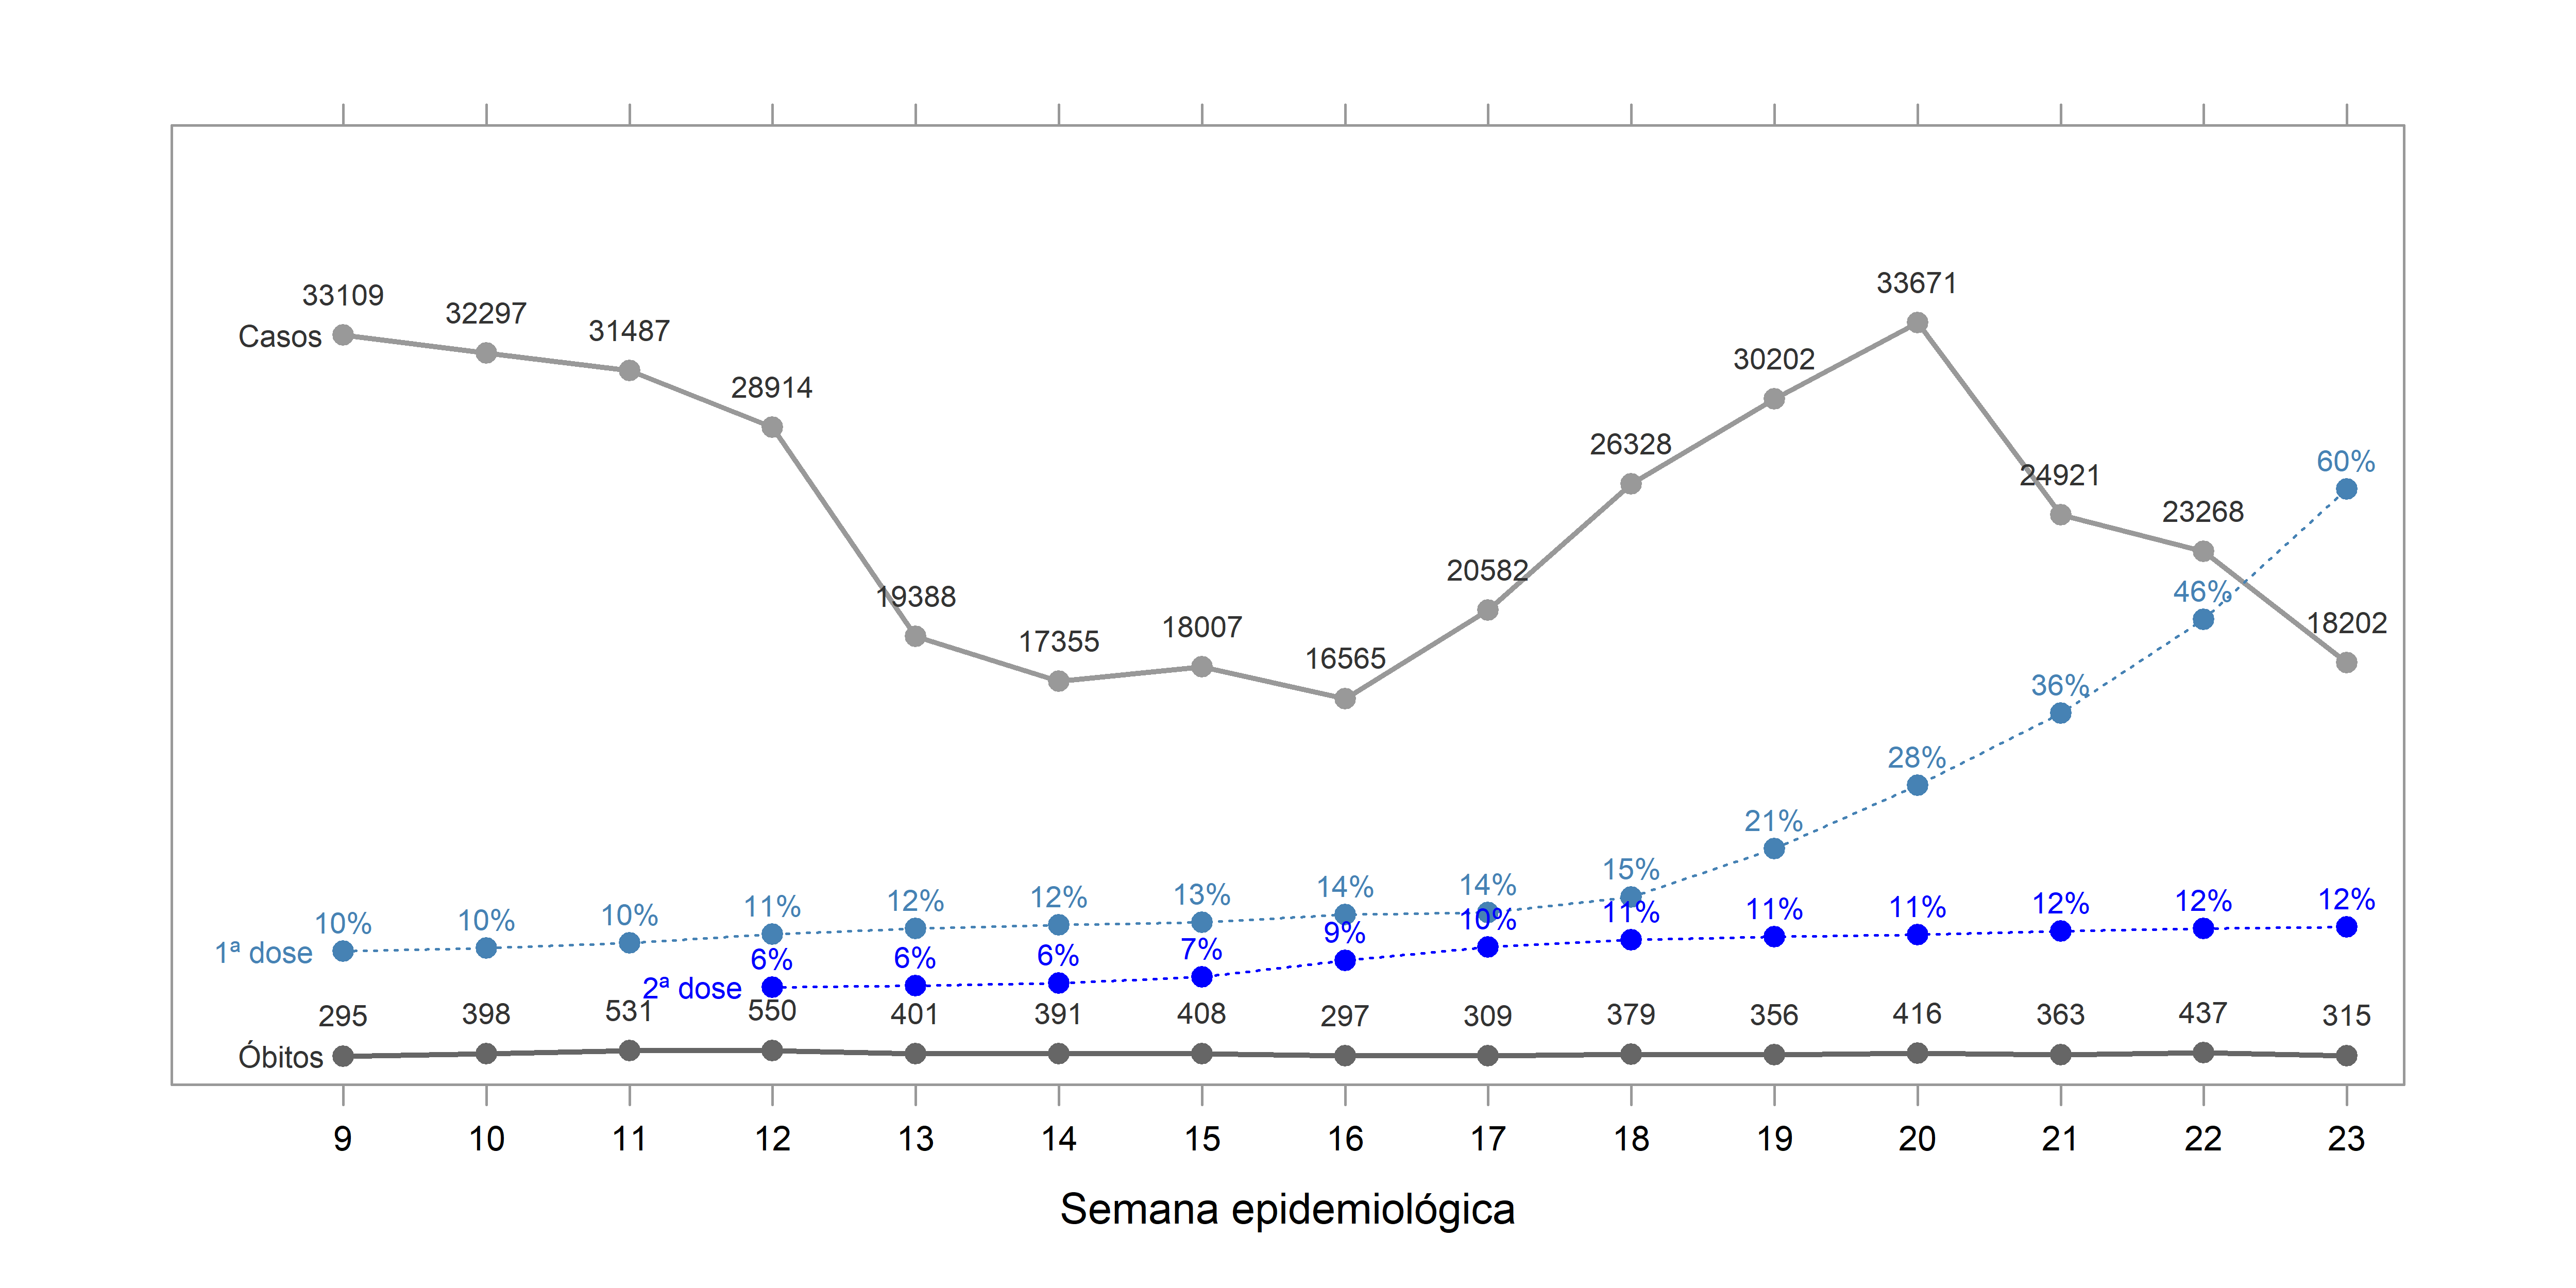 Casos
33109 32297 31487 28914 19388 17355 18007 16565 20582 26328 30202 33671 24921 23268 18202
1ª dose
10% 10% 10% 11% 12% 12% 13% 14% 14% 15% 21% 28% 36% 46% 60%
2ª dose
6% 6% 6% 7% 9% 10% 11% 11% 11% 12% 12% 12%
Óbitos
295 398 531 550 401 391 408 297 309 379 356 416 363 437 315
9 10 11 12 13 14 15 16 17 18 19 20 21 22 23
Semana epidemiológica